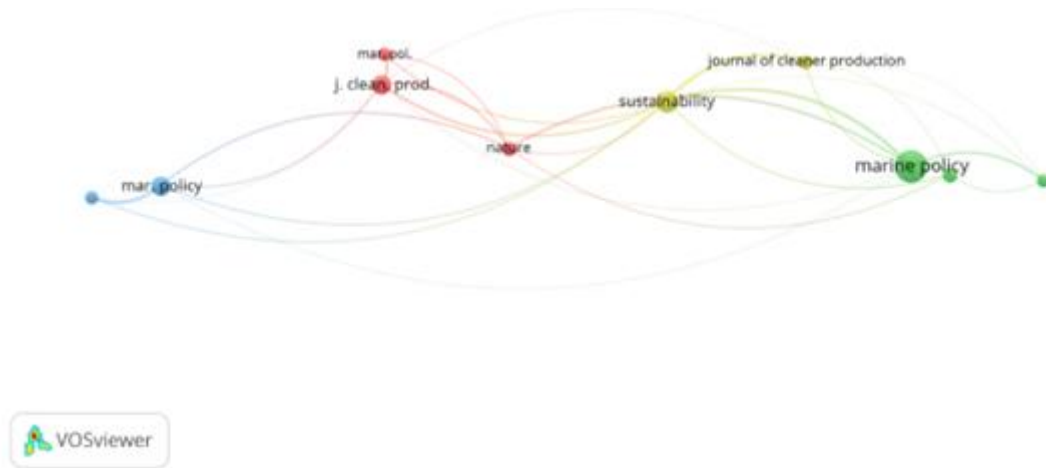 mar. pol.
journal of cleaner production
j. clean. prod.
sustainability
nature
marine policy
mar. policy
VOSviewer